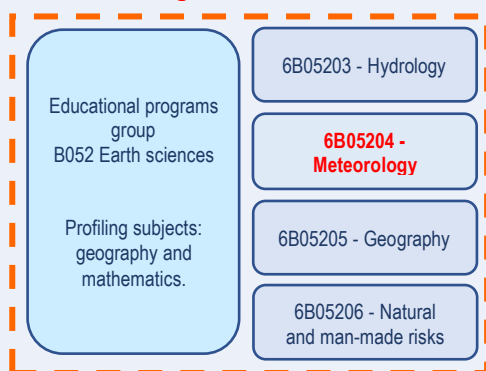 Educational programs
group
B052 Earth sciences
Profiling subjects:
geography and
mathematics.
6B05203 - Hydrology
6B05204 -
Meteorology
6B05205 - Geography
6B05206 - Natural
and man-made risks